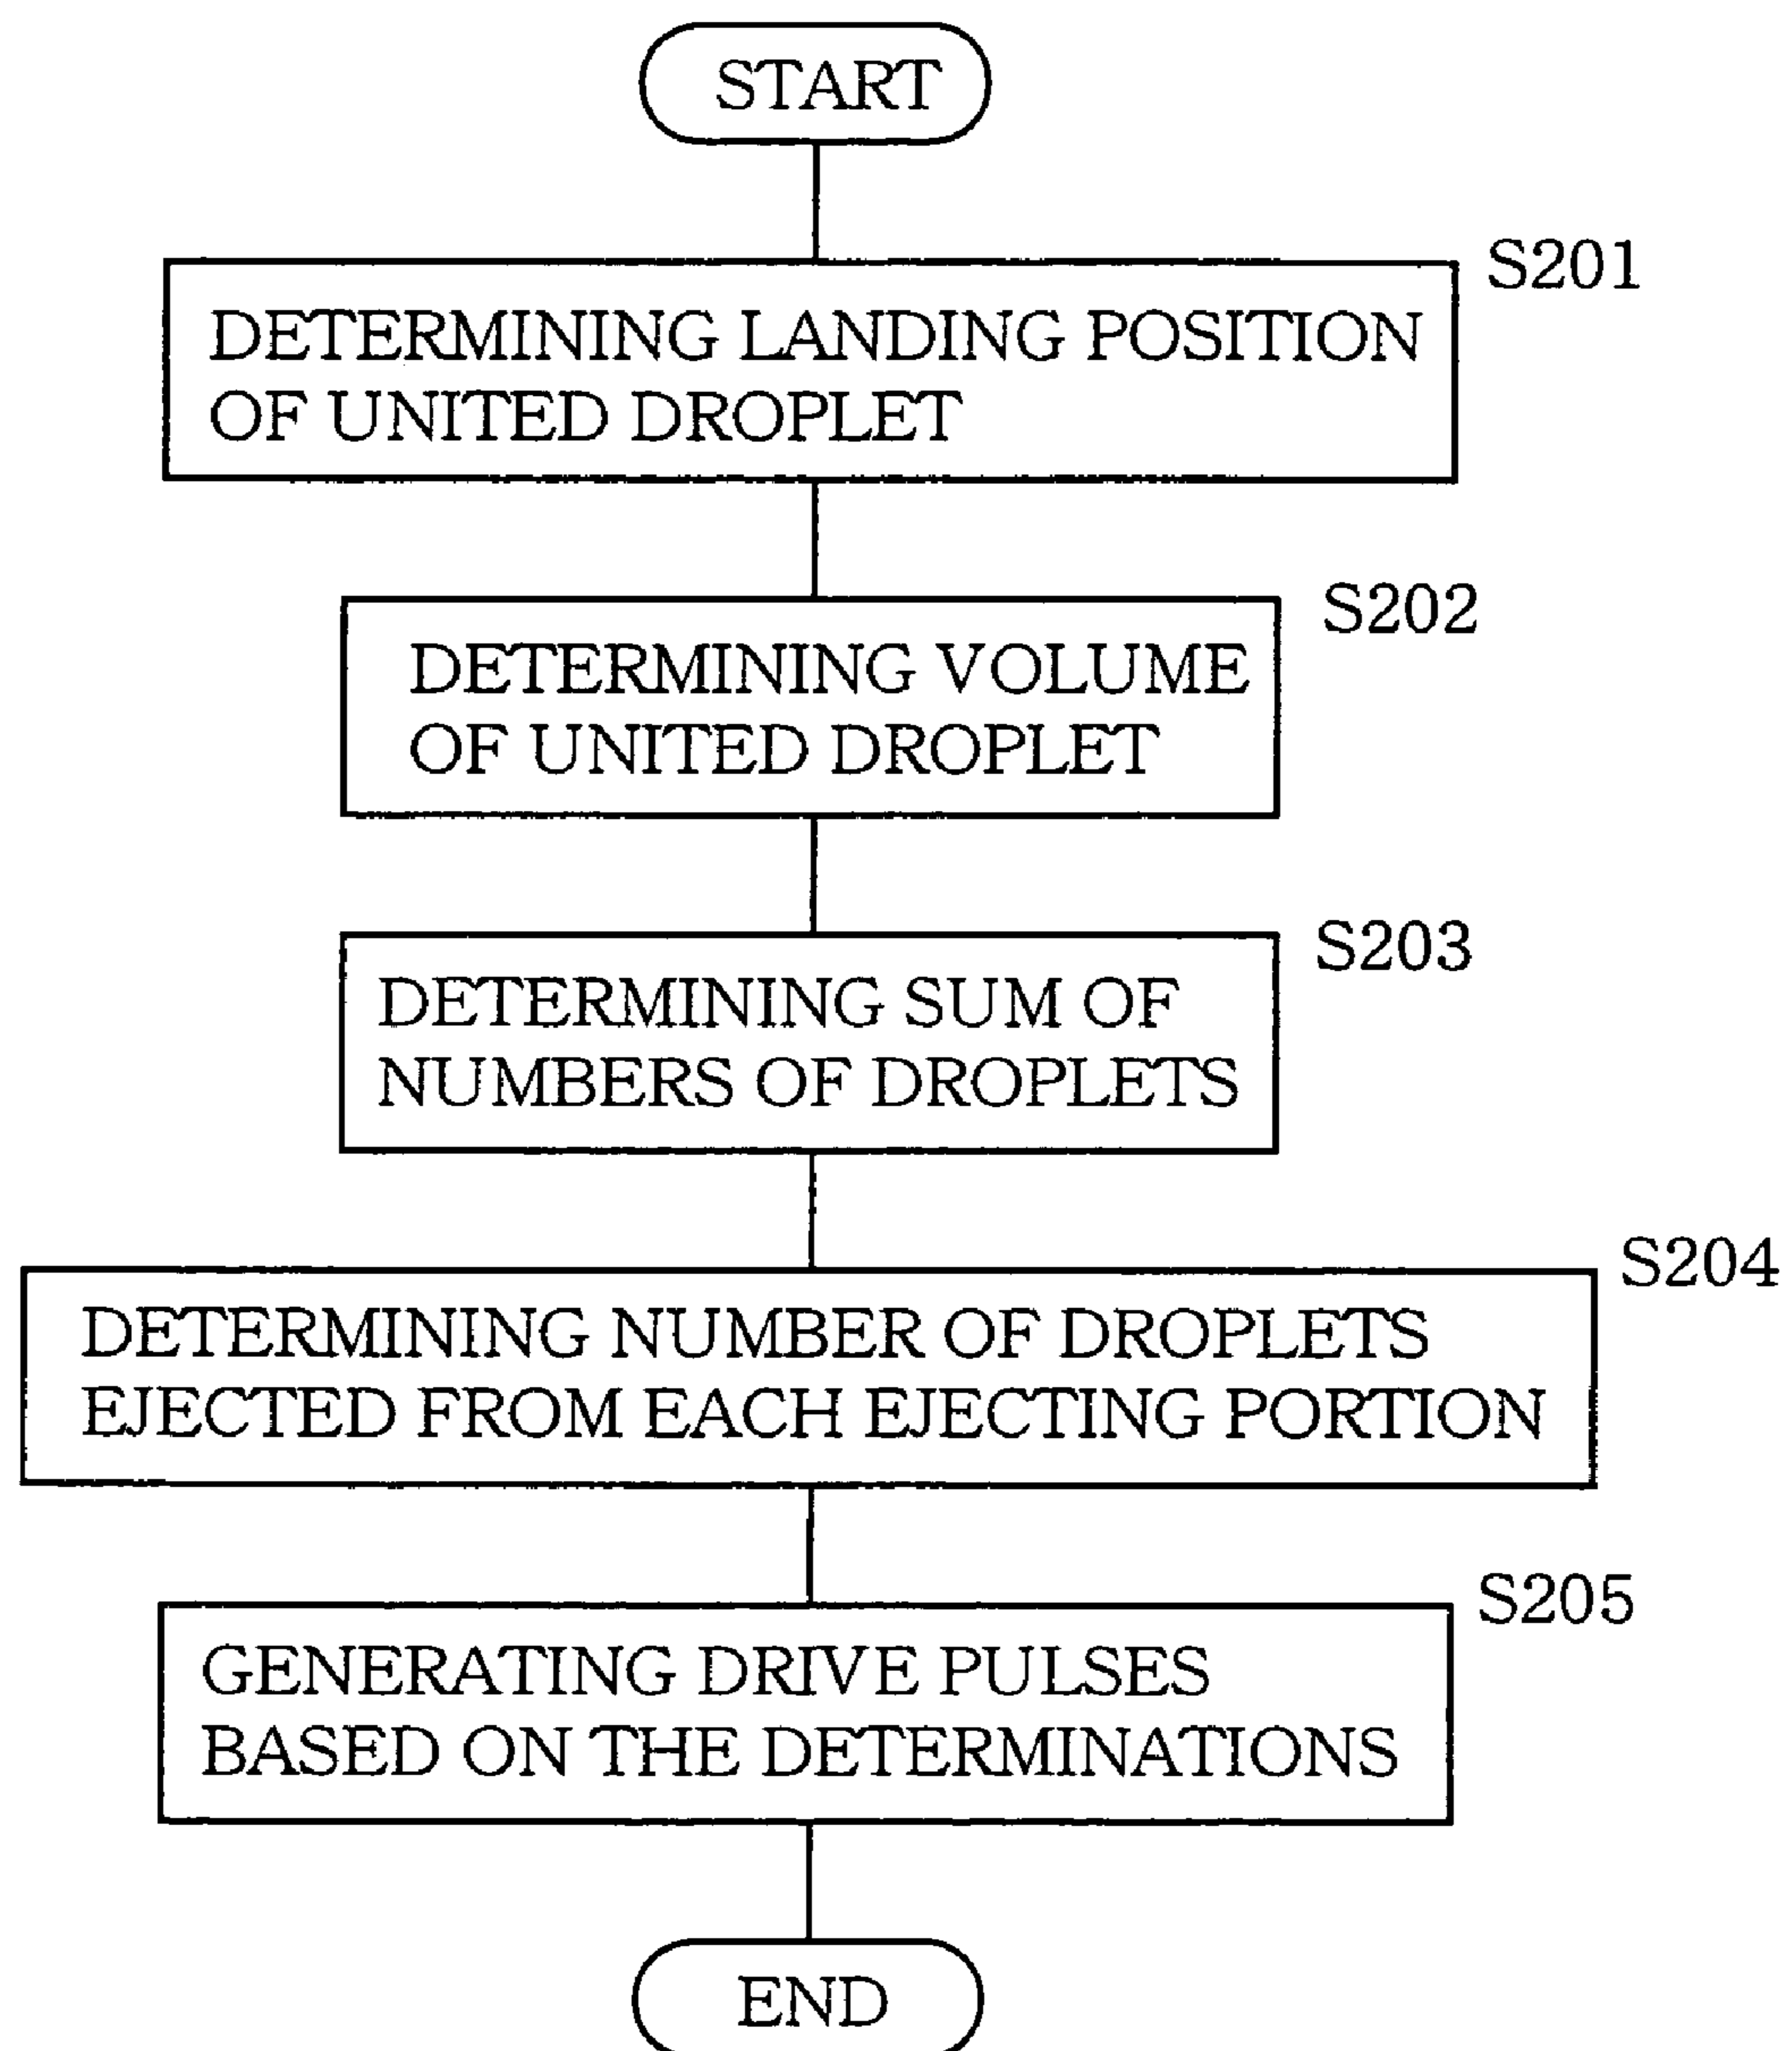 START
S201
DETERMINING LANDING POSITION
OF UNITED DROPLET
S202
DETERMINING VOLUME
OF UNITED DROPLET
S203
DETERMINING SUM OF
NUMBERS OF DROPLETS
S204
DETERMINING NUMBER OF DROPLETS
EJECTED FROM EACH EJECTING PORTION
S205
GENERATING DRIVE PULSES
BASED ON THE DETERMINATIONS
END